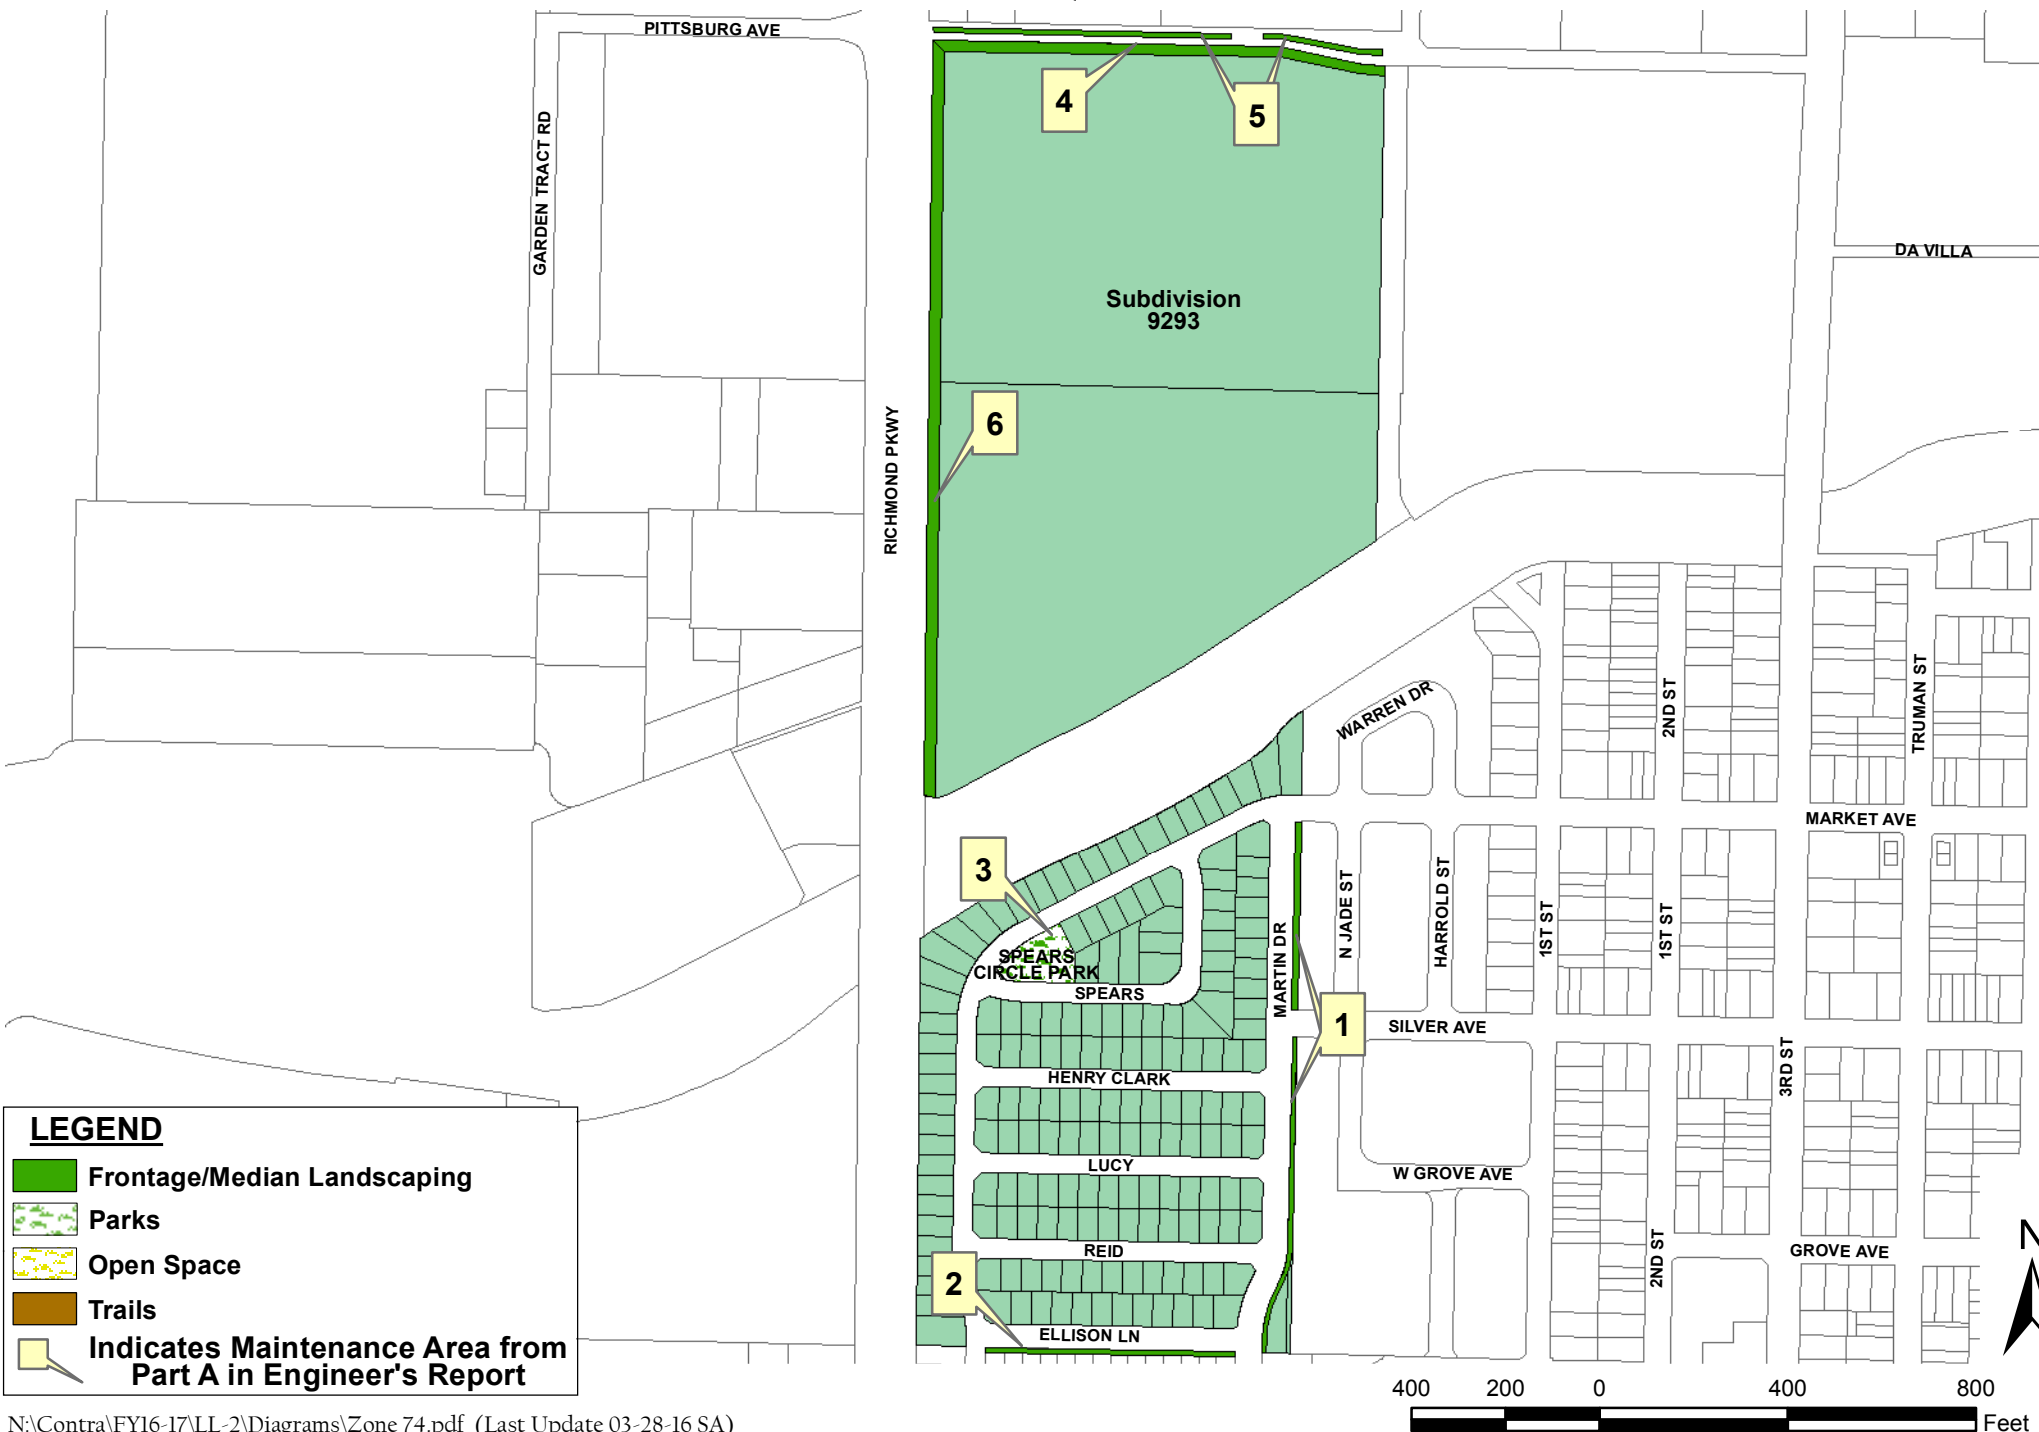 PITTSBURG AVE
4
5
GARDEN TRACT RD
DA VILLA
Subdivision
9293
6
RICHMOND PKWY
WARREN DR
2ND ST
TRUMAN ST
MARKET AVE
3
N JADE ST
HARROLD ST
1ST ST
1ST ST
MARTIN DR
SPEARS
CIRCLE PARK
SPEARS
1
SILVER AVE
3RD ST
HENRY CLARK
LUCY
W GROVE AVE
REID
2ND ST
GROVE AVE
2
ELLISON LN
N
LEGEND
Frontage/Median Landscaping
Parks
Open Space
Trails
Indicates Maintenance Area from
Part A in Engineer's Report
400 200 0 400 800
Feet
N:\Contra\FY16-17\LL-2\Diagrams\Zone 74.pdf (Last Update 03-28-16 SA)